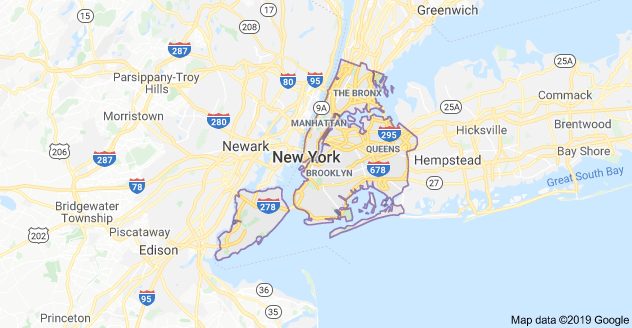 Greenwich
208
17
287
25A
Parsippany-Troy
Hills
80
95
THE BRONX
Commack
9A
25A
Morristown
280
MANHATTAN
Brentwood
295
Hicksville
206
Newark
QUEENS
Bay Shore
287
New York
Hempstead
678
BROOKLYN
Great South Bay
78
27
Bridgewater
Township
278
202
Piscataway
Edison
95
36
35
Princeton
Map data ©2019 Google